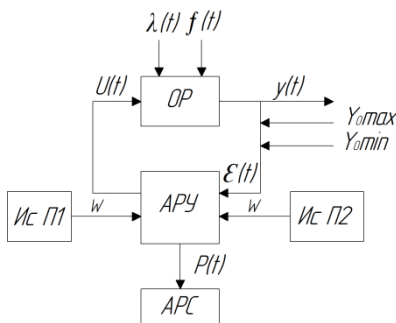 λ(t) f(t)
U(t) ОР y(t)
Y₀max
Y₀min
ℰ(t)
Ис П1 w АРУ w Ис П2
P(t)
АРС